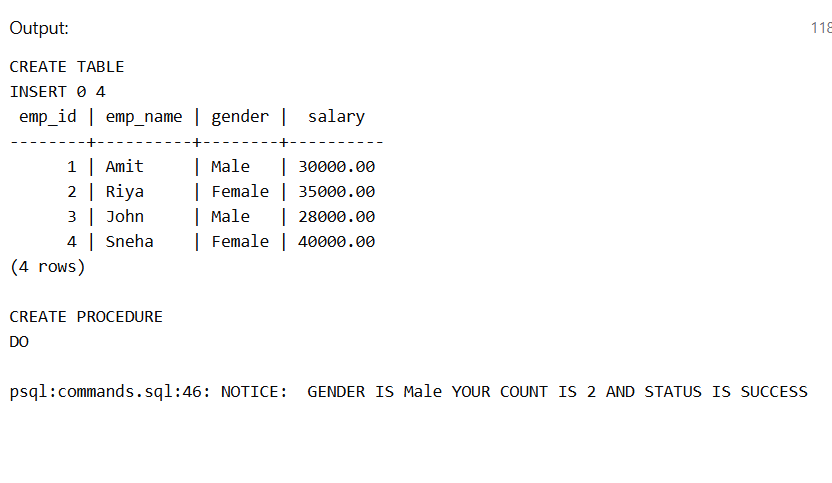 Output:
118
CREATE TABLE
INSERT 0 4
 emp_id | emp_name | gender |  salary
--------+----------+--------+----------
      1 | Amit     | Male   | 30000.00
      2 | Riya     | Female | 35000.00
      3 | John     | Male   | 28000.00
      4 | Sneha    | Female | 40000.00
(4 rows)
CREATE PROCEDURE
DO
psql:commands.sql:46: NOTICE:  GENDER IS Male YOUR COUNT IS 2 AND STATUS IS SUCCESS